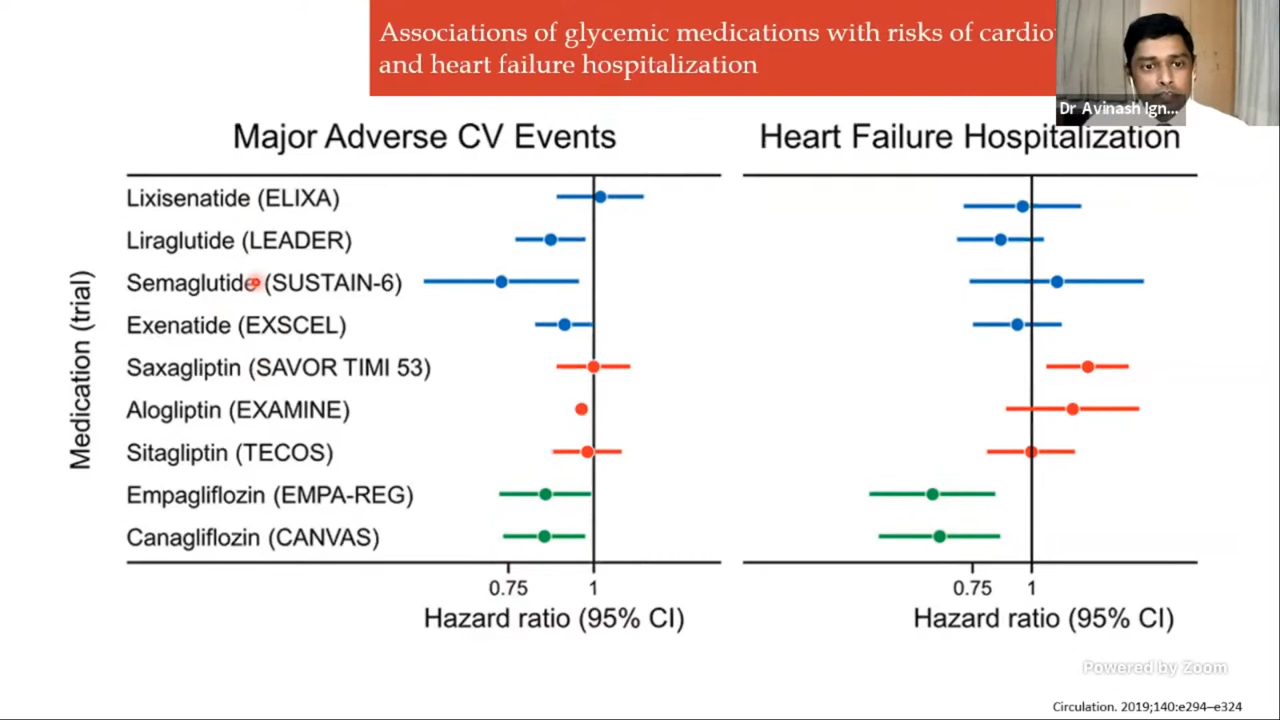 Associations of glycemic medications with risks of cardio
and heart failure hospitalization
Dr Avinash Ign...
Major Adverse CV Events
Heart Failure Hospitalization
Medication (trial)
Lixisenatide (ELIXA)
Liraglutide (LEADER)
Semaglutide (SUSTAIN-6)
Exenatide (EXSCEL)
Saxagliptin (SAVOR TIMI 53)
Alogliptin (EXAMINE)
Sitagliptin (TECOS)
Empagliflozin (EMPA-REG)
Canagliflozin (CANVAS)
0.75 1
0.75 1
Hazard ratio (95% CI)
Hazard ratio (95% CI)
Powered by Zoom
Circulation. 2019;140:e294–e324